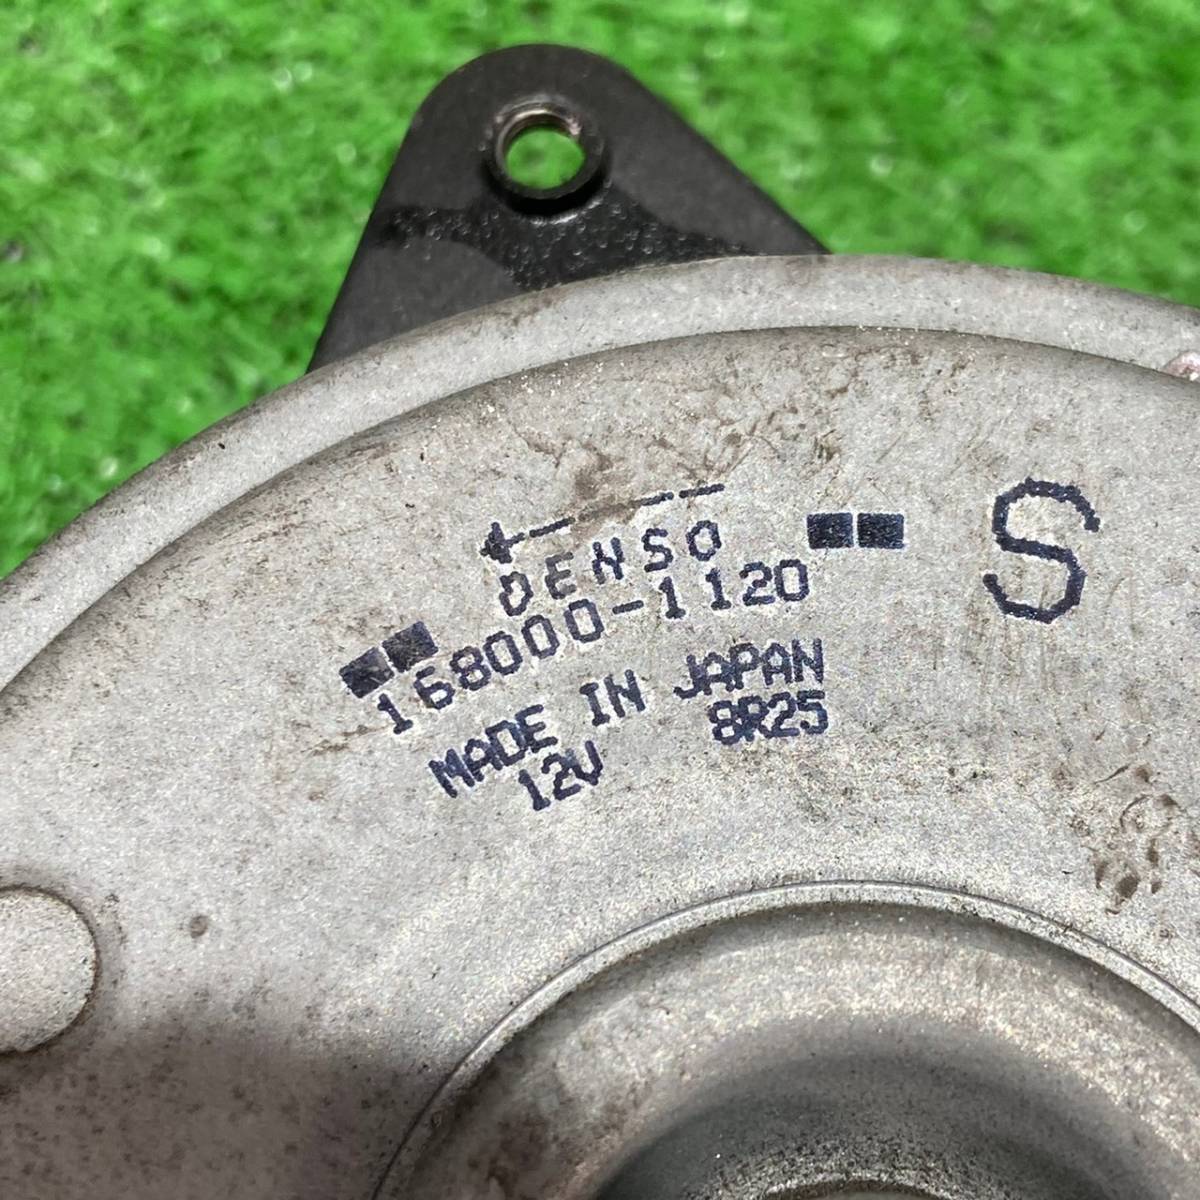 DENSO
168000-1120
MADE IN JAPAN
12V 8R25
S